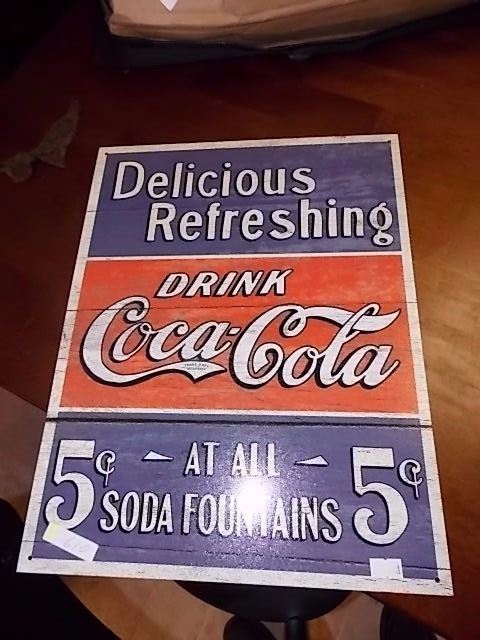 Delicious
Refreshing
DRINK
Coca-Cola
5¢ AT ALL 5¢
SODA FOUNTAINS